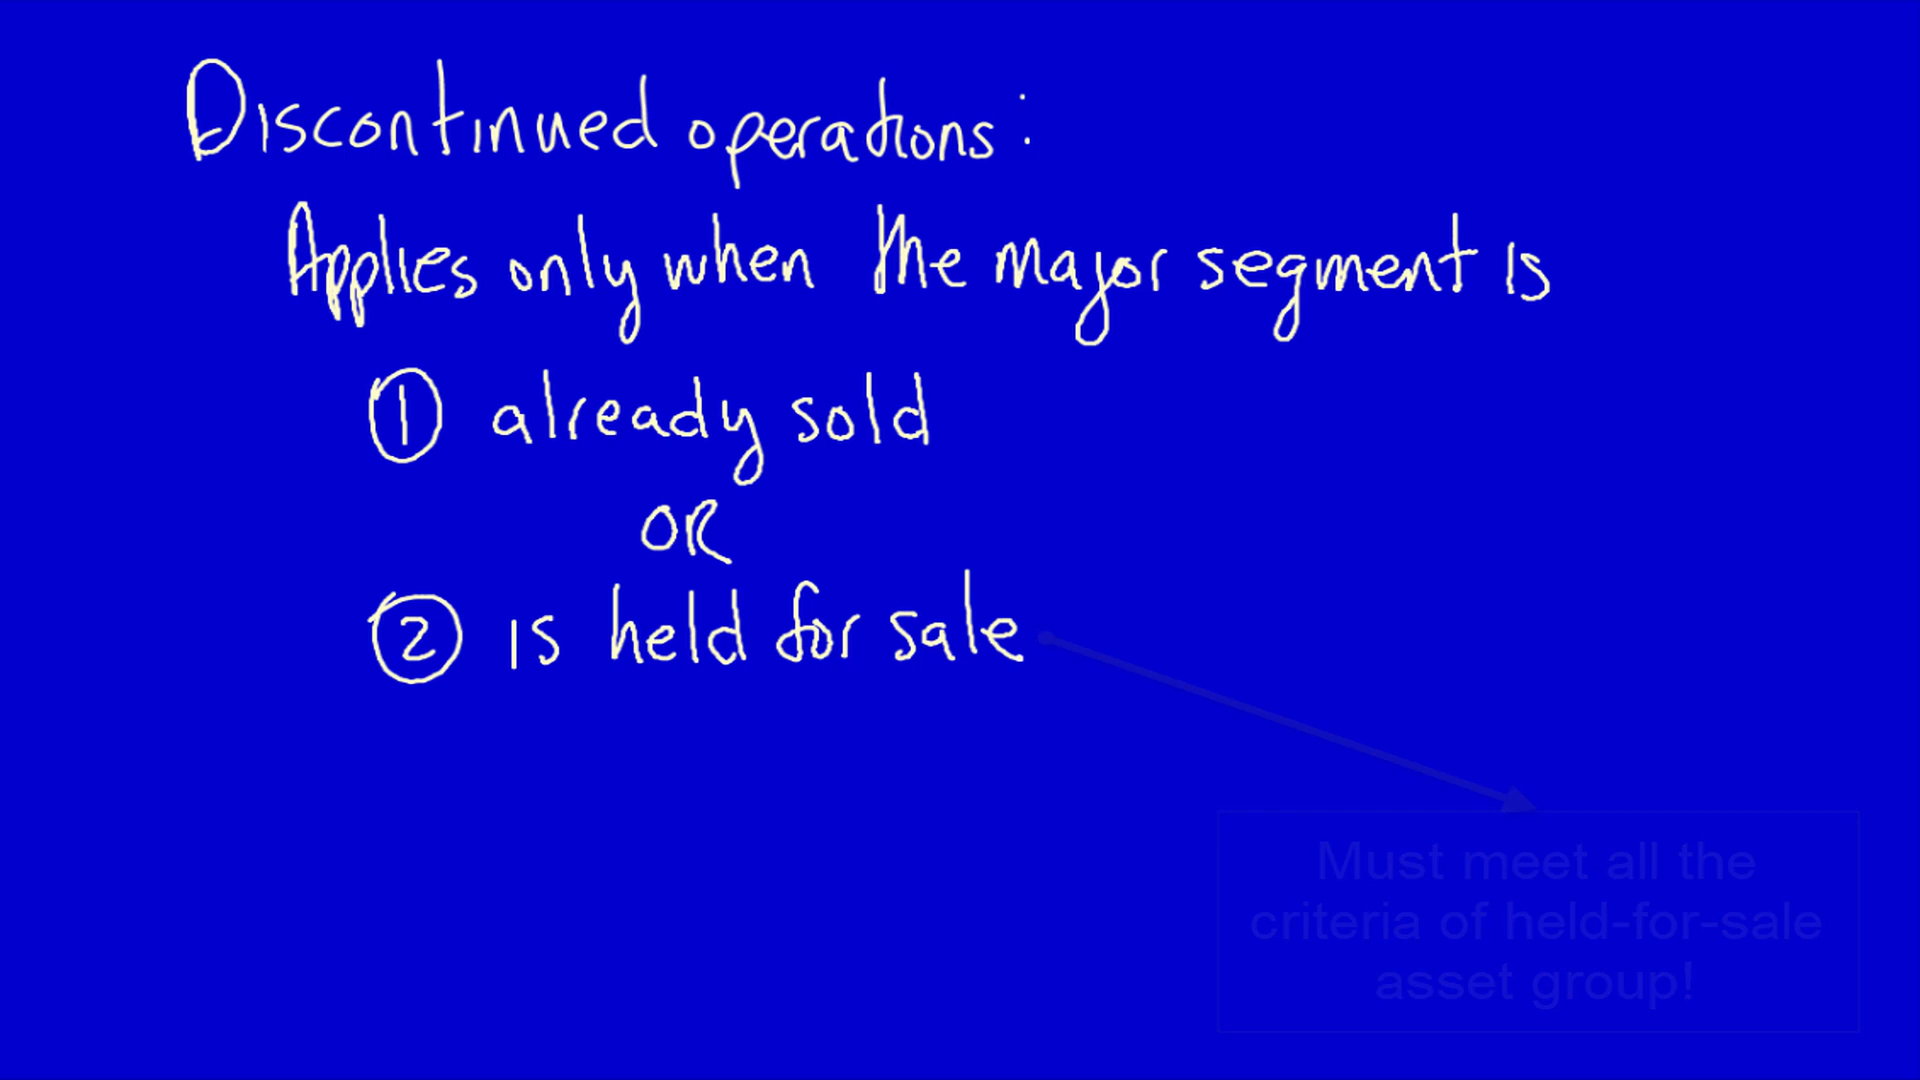 Discontinued operations:
Applies only when the major segment is
1 already sold
OR
2 is held for sale
Must meet all the
criteria of held-for-sale
asset group!